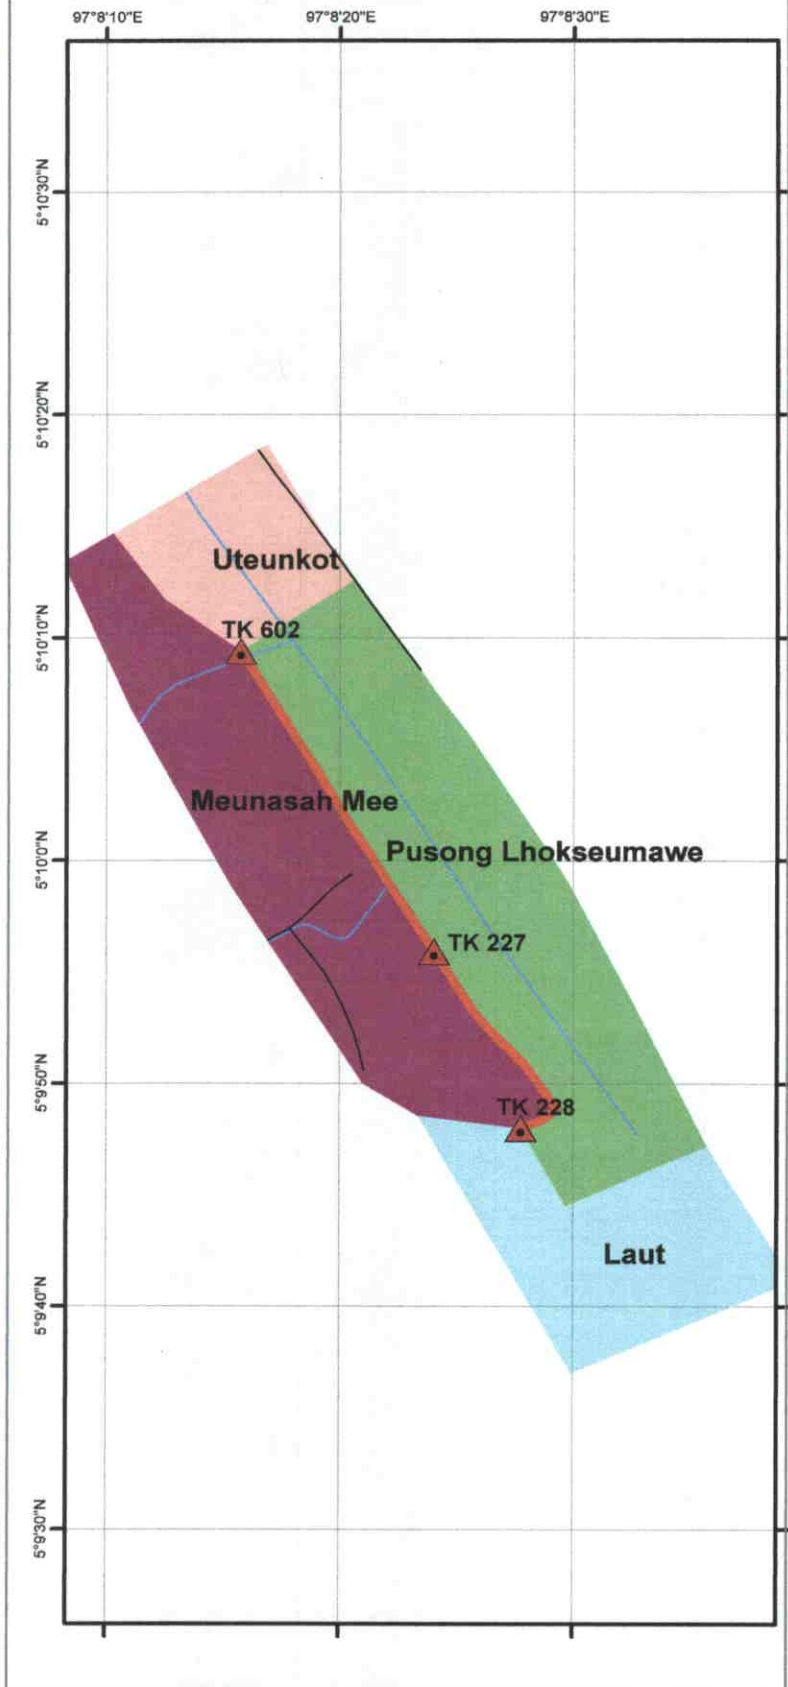 97°8'10"E
97°8'20"E
97°8'30"E
5°10'30"N
5°10'20"N
Uteunkot
TK 602
5°10'10"N
Meunasah Mee
Pusong Lhokseumawe
5°10'0"N
TK 227
5°9'50"N
TK 228
Laut
5°9'40"N
5°9'30"N